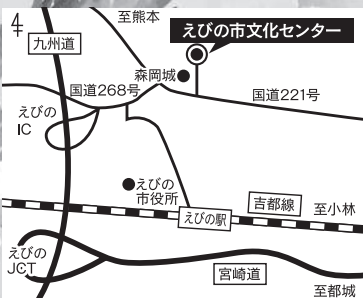 至熊本
えびの市文化センター
九州道
森岡城
国道268号
国道221号
えびの
IC
えびの
市役所
えびの駅
吉都線
至小林
えびの
JCT
宮崎道
至都城